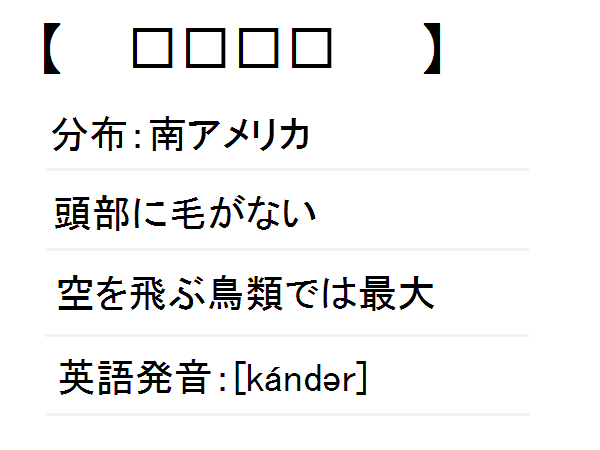 【 □□□□ 】
分布：南アメリカ
頭部に毛がない
空を飛ぶ鳥類では最大
英語発音：[kándər]